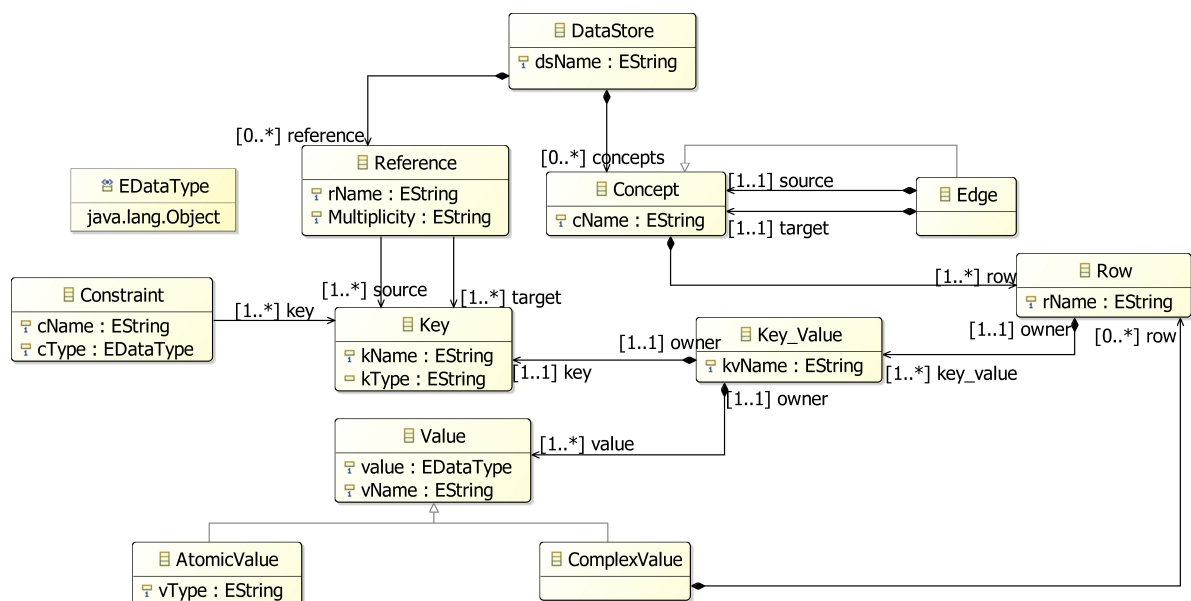 DataStore
dsName : EString
[0..*] reference
[0..*] concepts
Reference
rName : EString
Multiplicity : EString
EDataType
java.lang.Object
Concept
cName : EString
[1..1] source
[1..1] target
Edge
[1..*] row
Row
rName : EString
Constraint
cName : EString
cType : EDataType
[1..*] key
[1..*] source
[1..*] target
Key
kName : EString
kType : EString
[1..1] owner
[1..1] key
Key_Value
kvName : EString
[1..1] owner
[0..*] row
[1..*] key_value
[1..1] owner
Value
value : EDataType
vName : EString
[1..*] value
AtomicValue
vType : EString
ComplexValue